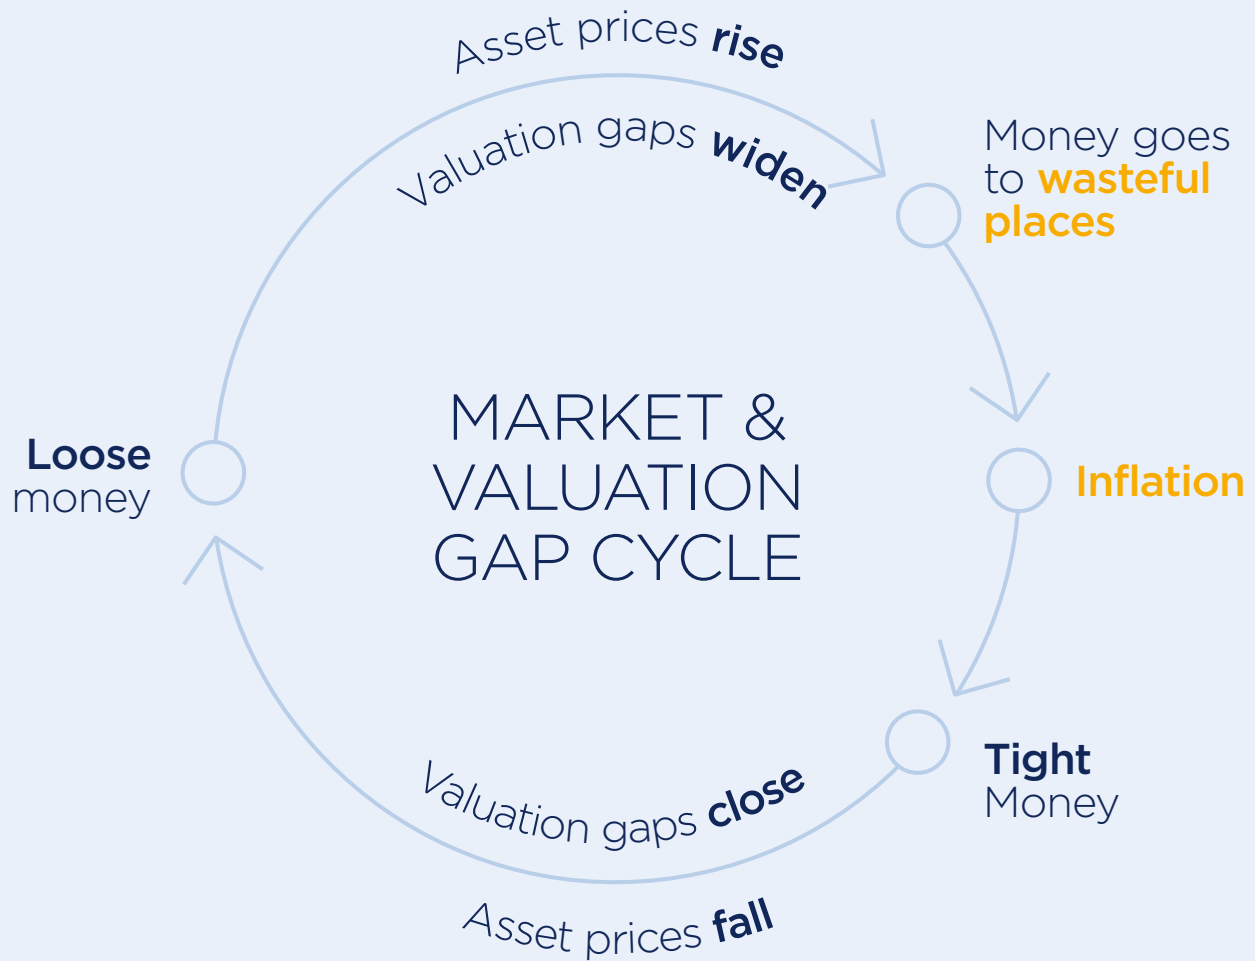 Asset prices rise
Valuation gaps widen
Money goes
to wasteful
places
MARKET &
VALUATION
GAP CYCLE
Loose
money
Inflation
Tight
Money
Valuation gaps close
Asset prices fall